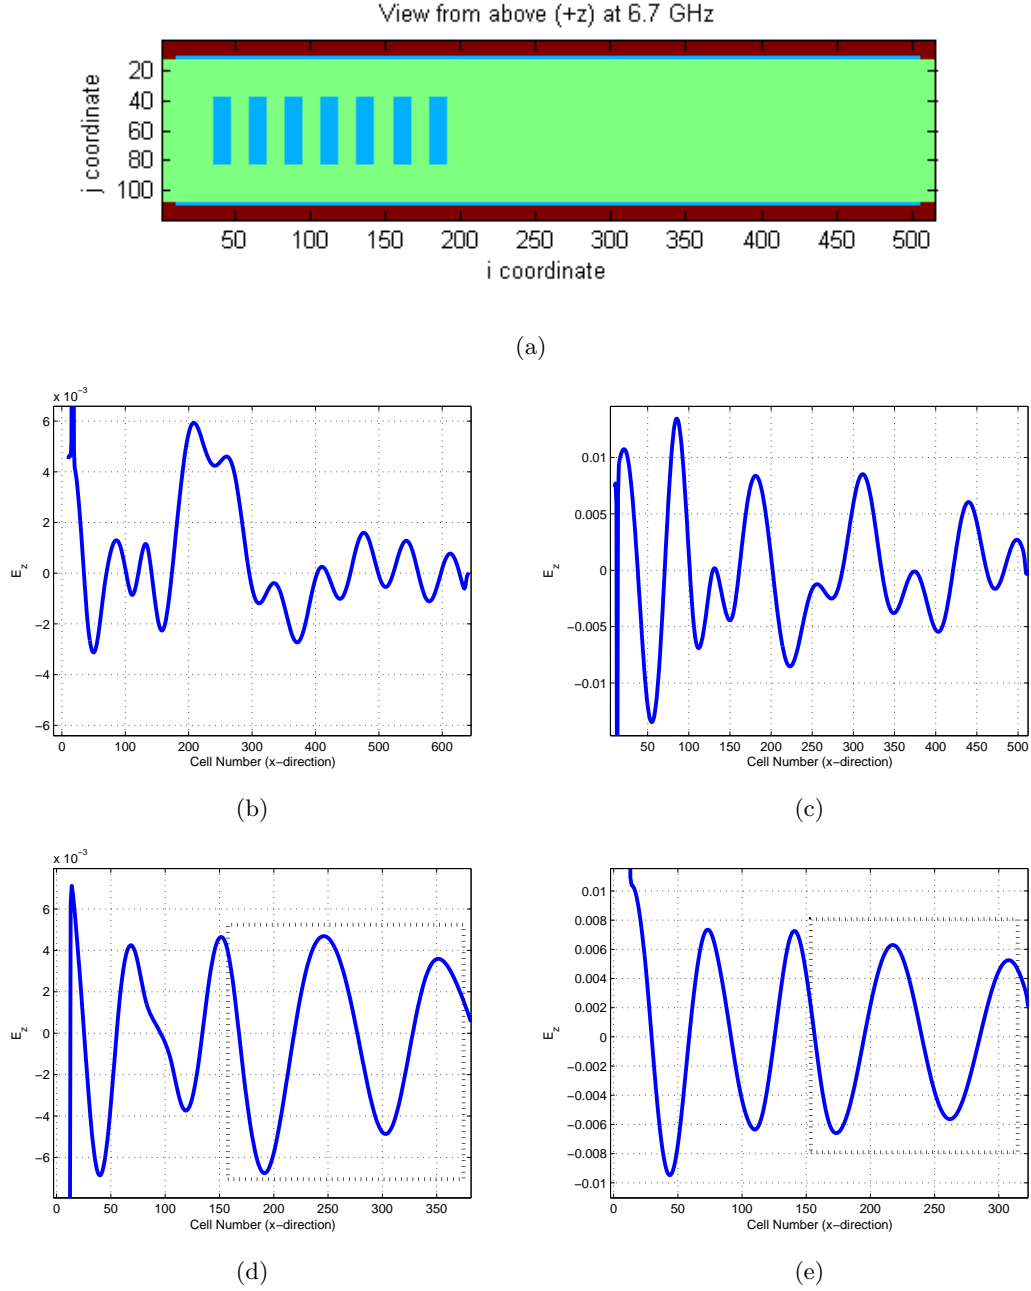 View from above (+z) at 6.7 GHz
j coordinate
20
40
60
80
100
50 100 150 200 250 300 350 400 450 500
i coordinate
(a)
x 10⁻³
6
4
2
0
−2
−4
−6
E_z
0 100 200 300 400 500 600
Cell Number (x−direction)
(b)
0.01
0.005
0
−0.005
−0.01
E_z
50 100 150 200 250 300 350 400 450 500
Cell Number (x−direction)
(c)
x 10⁻³
6
4
2
0
−2
−4
−6
E_z
0 50 100 150 200 250 300 350
Cell Number (x−direction)
(d)
0.01
0.008
0.006
0.004
0.002
0
−0.002
−0.004
−0.006
−0.008
−0.01
E_z
0 50 100 150 200 250 300
Cell Number (x−direction)
(e)